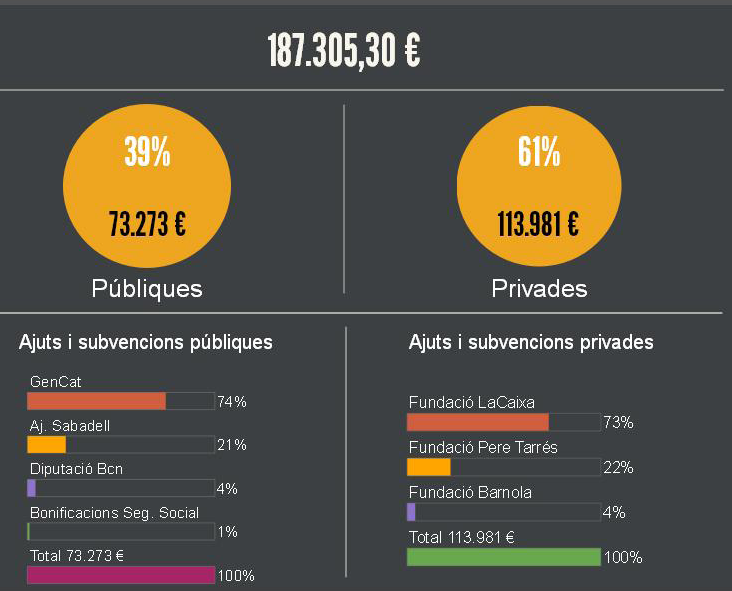 187.305,30 €
39%
73.273 €
Públiques
61%
113.981 €
Privades
Ajuts i subvencions públiques
GenCat
74%
Aj. Sabadell
21%
Diputació Bcn
4%
Bonificacions Seg. Social
1%
Total 73.273 €
100%
Ajuts i subvencions privades
Fundació LaCaixa
73%
Fundació Pere Tarrés
22%
Fundació Barnola
4%
Total 113.981 €
100%